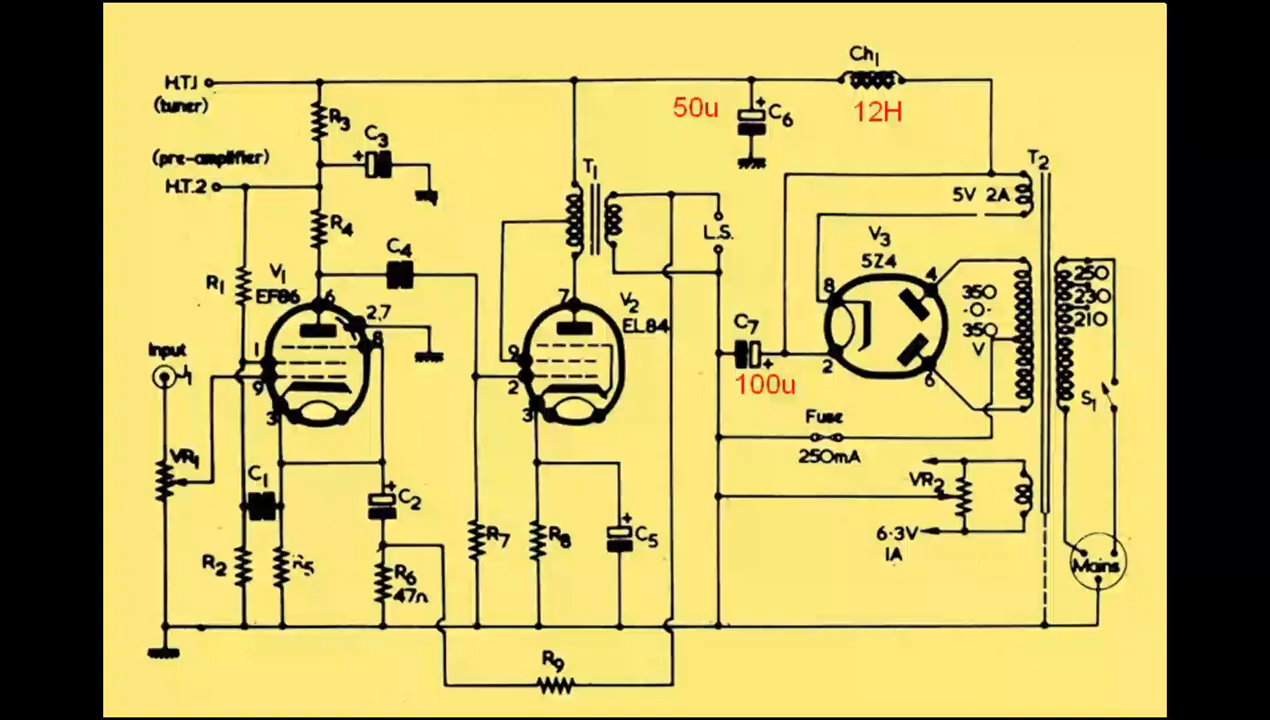 Ch1
H.T.1
(tuner)
R3
C3
50u
C6
12H
(pre-amplifier)
H.T.2
T1
T2
5V 2A
R4
L.S.
C4
V3
5Z4
R1
V1
EF86
6
2,7
8
7
V2
EL84
8
4
350
-0-
350
V
250
230
210
Input
J1
1
9
3
9
2
3
C7
100u
2
6
S1
Fuse
250mA
VR1
C1
C2
VR2
6·3V
1A
R2
R5
R6
47n
R7
R8
C5
Mains
R9